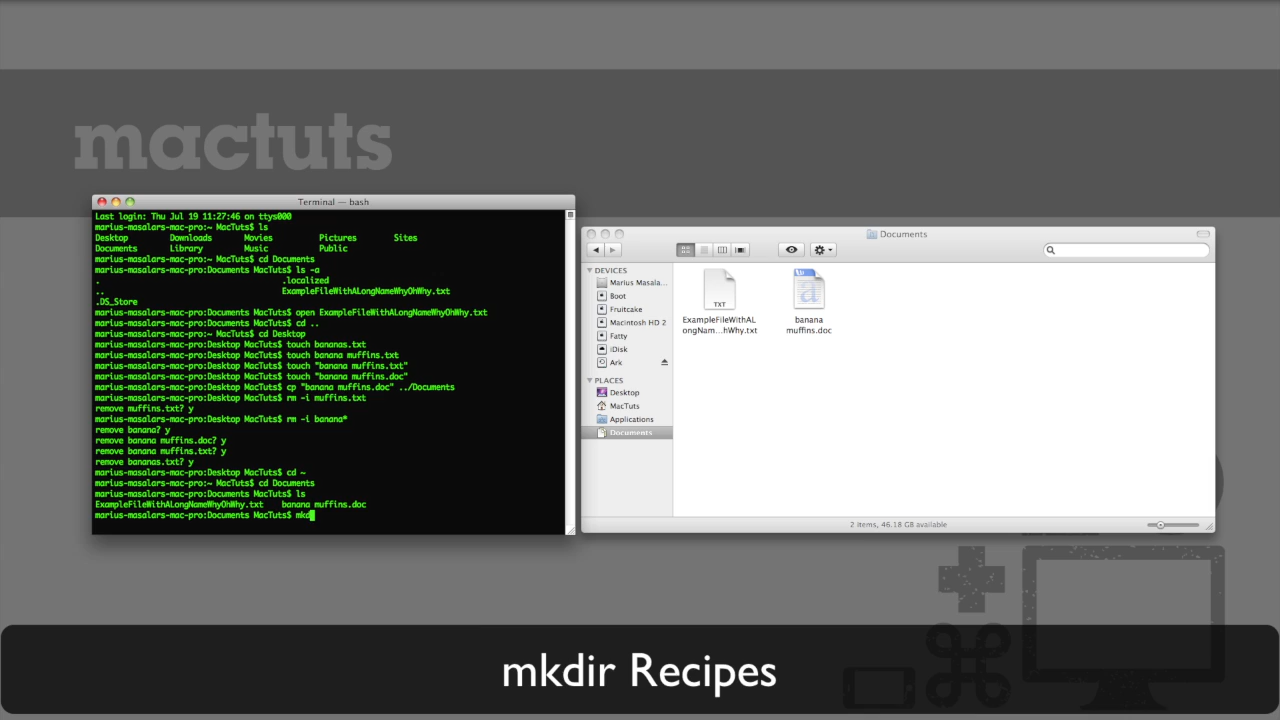 mactuts
Terminal — bash
Last login: Thu Jul 19 11:27:46 on ttys000
marius-masalars-mac-pro:~ MacTuts$ ls
Desktop Downloads Movies Pictures Sites
Documents Library Music Public
marius-masalars-mac-pro:~ MacTuts$ cd Documents
marius-masalars-mac-pro:Documents MacTuts$ ls -a
. .localized
.. ExampleFileWithALongNameWhyOhWhy.txt
.DS_Store
marius-masalars-mac-pro:Documents MacTuts$ open ExampleFileWithALongNameWhyOhWhy.txt
marius-masalars-mac-pro:Documents MacTuts$ cd ..
marius-masalars-mac-pro:~ MacTuts$ cd Desktop
marius-masalars-mac-pro:Desktop MacTuts$ touch bananas.txt
marius-masalars-mac-pro:Desktop MacTuts$ touch banana muffins.txt
marius-masalars-mac-pro:Desktop MacTuts$ touch "banana muffins.txt"
marius-masalars-mac-pro:Desktop MacTuts$ touch "banana muffins.doc"
marius-masalars-mac-pro:Desktop MacTuts$ cp "banana muffins.doc" ../Documents
marius-masalars-mac-pro:Desktop MacTuts$ rm -i muffins.txt
remove muffins.txt? y
marius-masalars-mac-pro:Desktop MacTuts$ rm -i banana*
remove banana? y
remove banana muffins.doc? y
remove banana muffins.txt? y
remove bananas.txt? y
marius-masalars-mac-pro:Desktop MacTuts$ cd ~
marius-masalars-mac-pro:~ MacTuts$ cd Documents
marius-masalars-mac-pro:Documents MacTuts$ ls
ExampleFileWithALongNameWhyOhWhy.txt banana muffins.doc
marius-masalars-mac-pro:Documents MacTuts$ mkd
Documents
DEVICES
Marius Masala...
Boot
Fruitcake
Macintosh HD 2
Fatty
iDisk
Ark
PLACES
Desktop
MacTuts
Applications
Documents
TXT
ExampleFileWithAL
ongNam...hWhy.txt
banana
muffins.doc
2 items, 46.18 GB available
mkdir Recipes